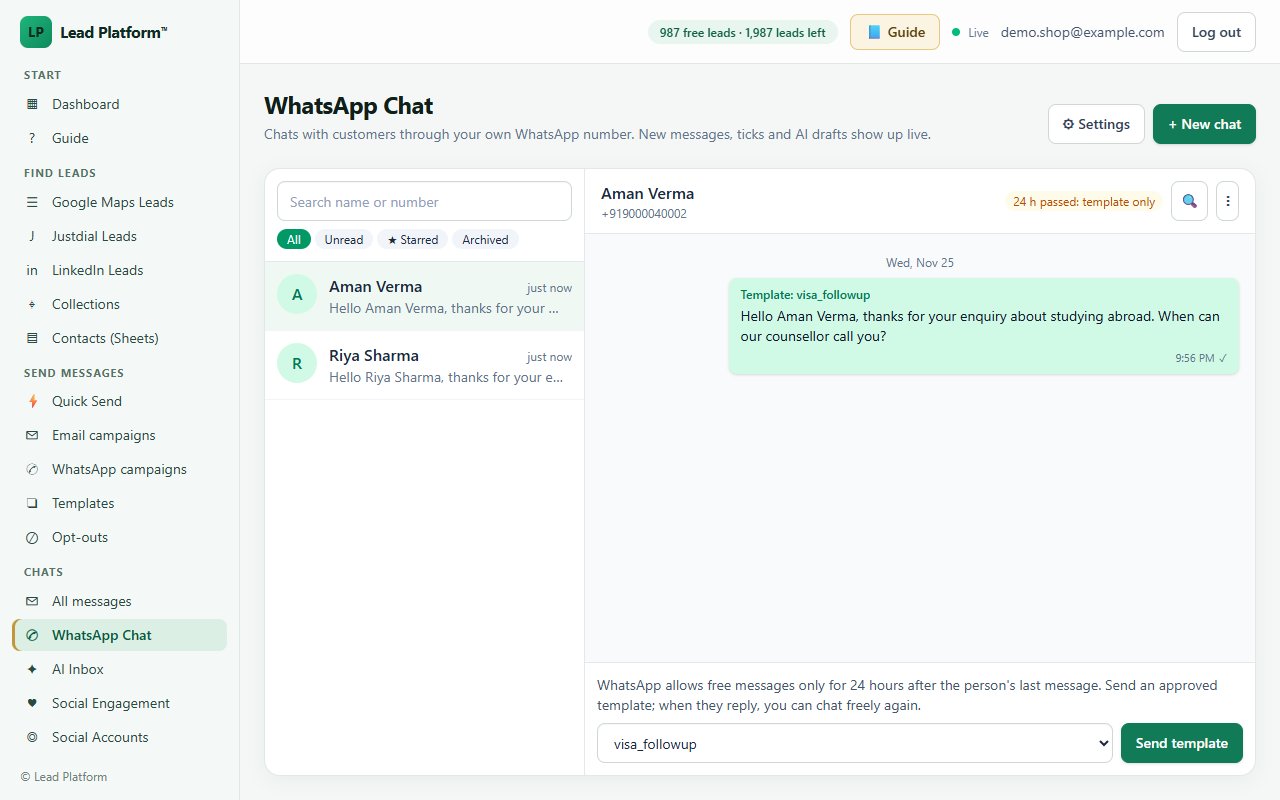 LP Lead Platform™
START
Dashboard
? Guide
FIND LEADS
Google Maps Leads
J Justdial Leads
in LinkedIn Leads
Collections
Contacts (Sheets)
SEND MESSAGES
Quick Send
Email campaigns
WhatsApp campaigns
Templates
Opt-outs
CHATS
All messages
WhatsApp Chat
AI Inbox
Social Engagement
Social Accounts
© Lead Platform
987 free leads · 1,987 leads left
Guide
Live
demo.shop@example.com
Log out
WhatsApp Chat
Chats with customers through your own WhatsApp number. New messages, ticks and AI drafts show up live.
⚙ Settings
+ New chat
Search name or number
All
Unread
★ Starred
Archived
A
Aman Verma
just now
Hello Aman Verma, thanks for your ...
R
Riya Sharma
just now
Hello Riya Sharma, thanks for your e...
Aman Verma
+919000040002
24 h passed: template only
Wed, Nov 25
Template: visa_followup
Hello Aman Verma, thanks for your enquiry about studying abroad. When can
our counsellor call you?
9:56 PM ✓
WhatsApp allows free messages only for 24 hours after the person's last message. Send an approved
template; when they reply, you can chat freely again.
visa_followup
Send template